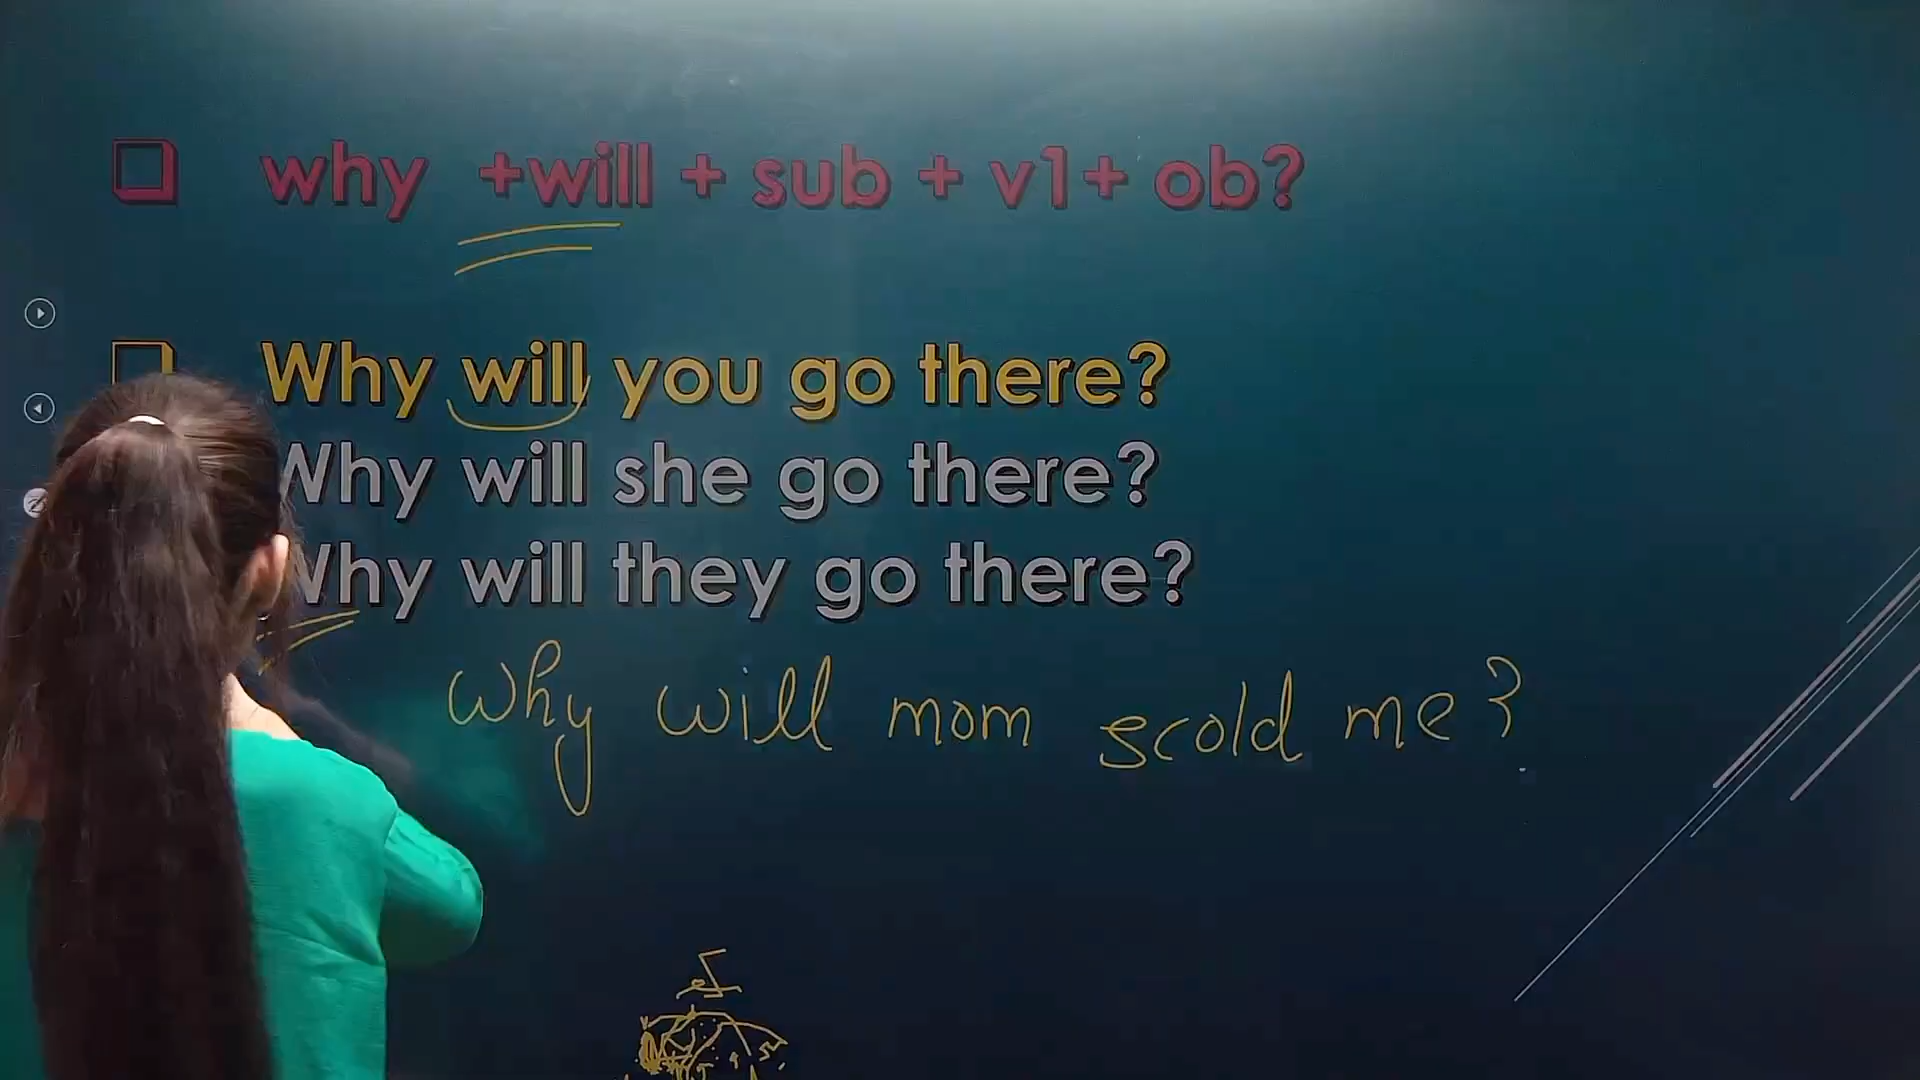 why +will + sub + v1+ ob?
Why will you go there?
Why will she go there?
Why will they go there?
Why will mom scold me?